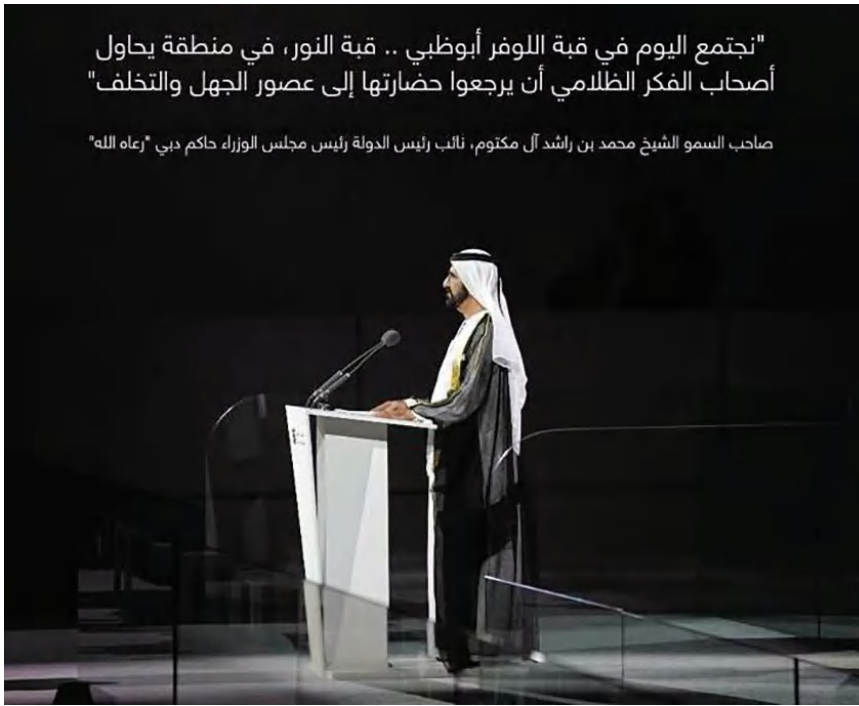 "نجتمع اليوم في قبة اللوفر أبوظبي .. قبة النور، في منطقة يحاول
أصحاب الفكر الظلامي أن يرجعوا حضارتها إلى عصور الجهل والتخلف"
صاحب السمو الشيخ محمد بن راشد آل مكتوم، نائب رئيس الدولة رئيس مجلس الوزراء حاكم دبي "رعاه الله"